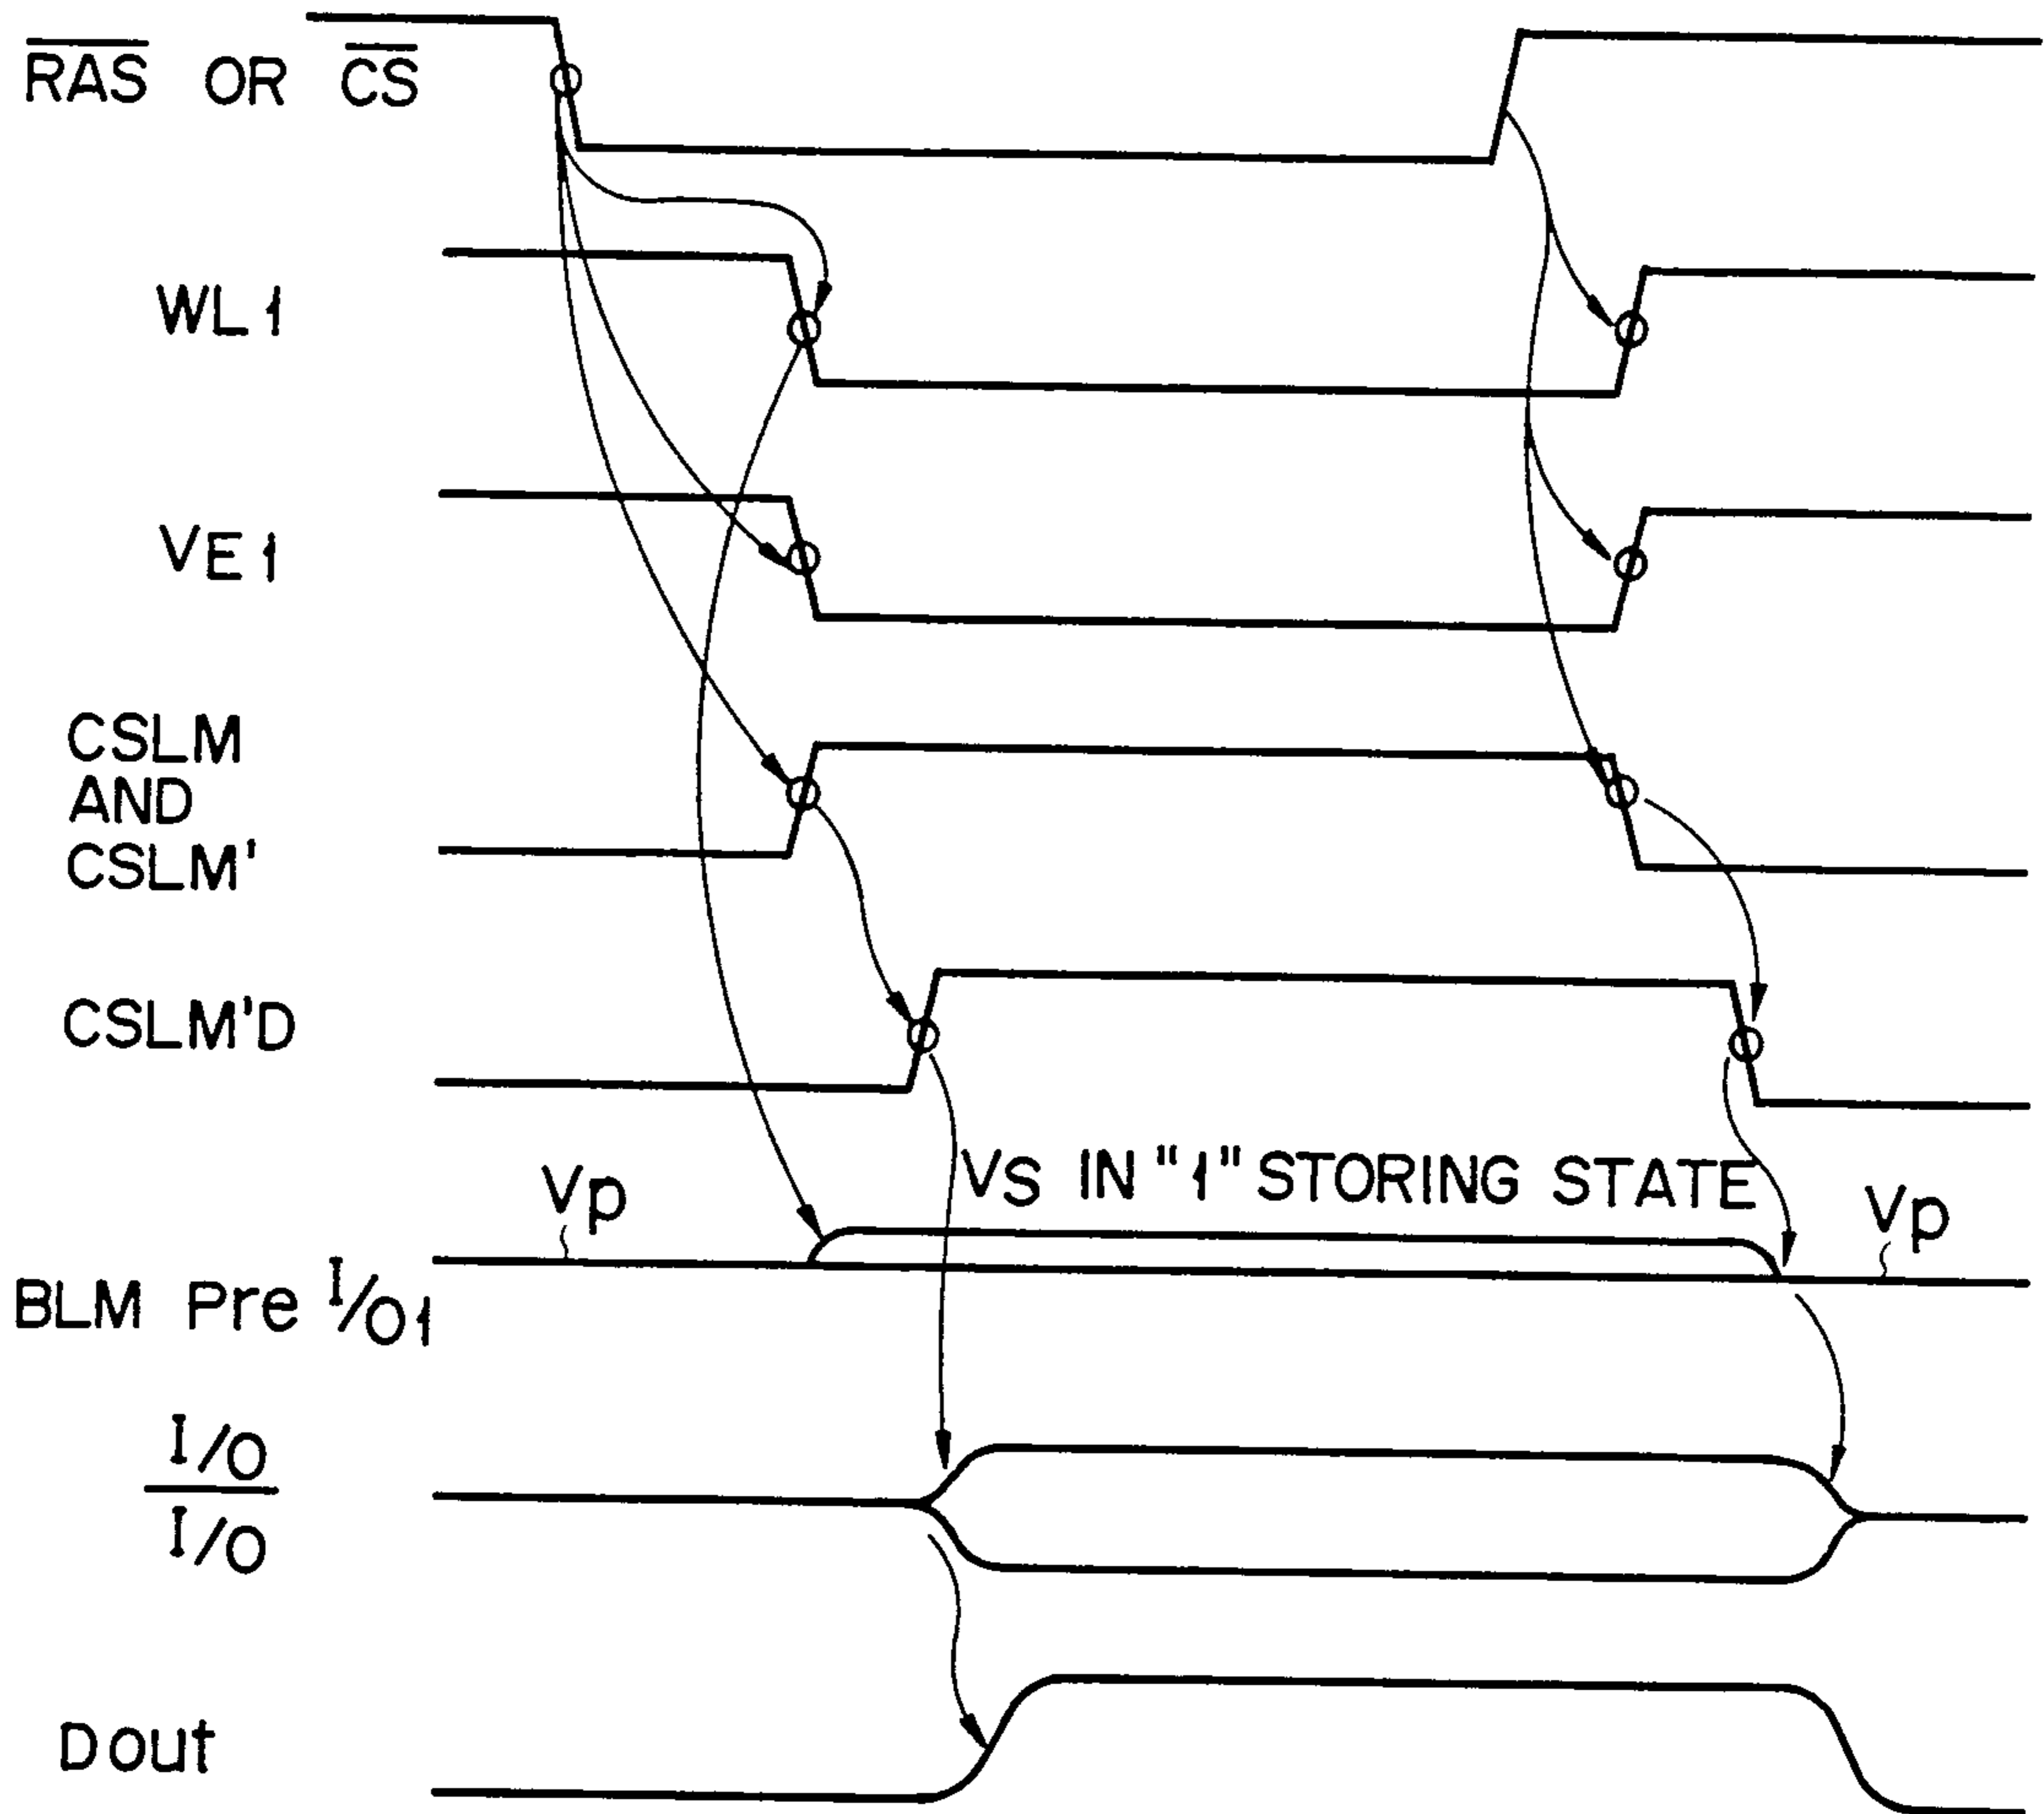 RAS OR CS
WL1
VE1
CSLM
AND
CSLM'
CSLM'D
VS IN "1" STORING STATE
Vp
Vp
BLM Pre I/O1
I/O
I/O
Dout